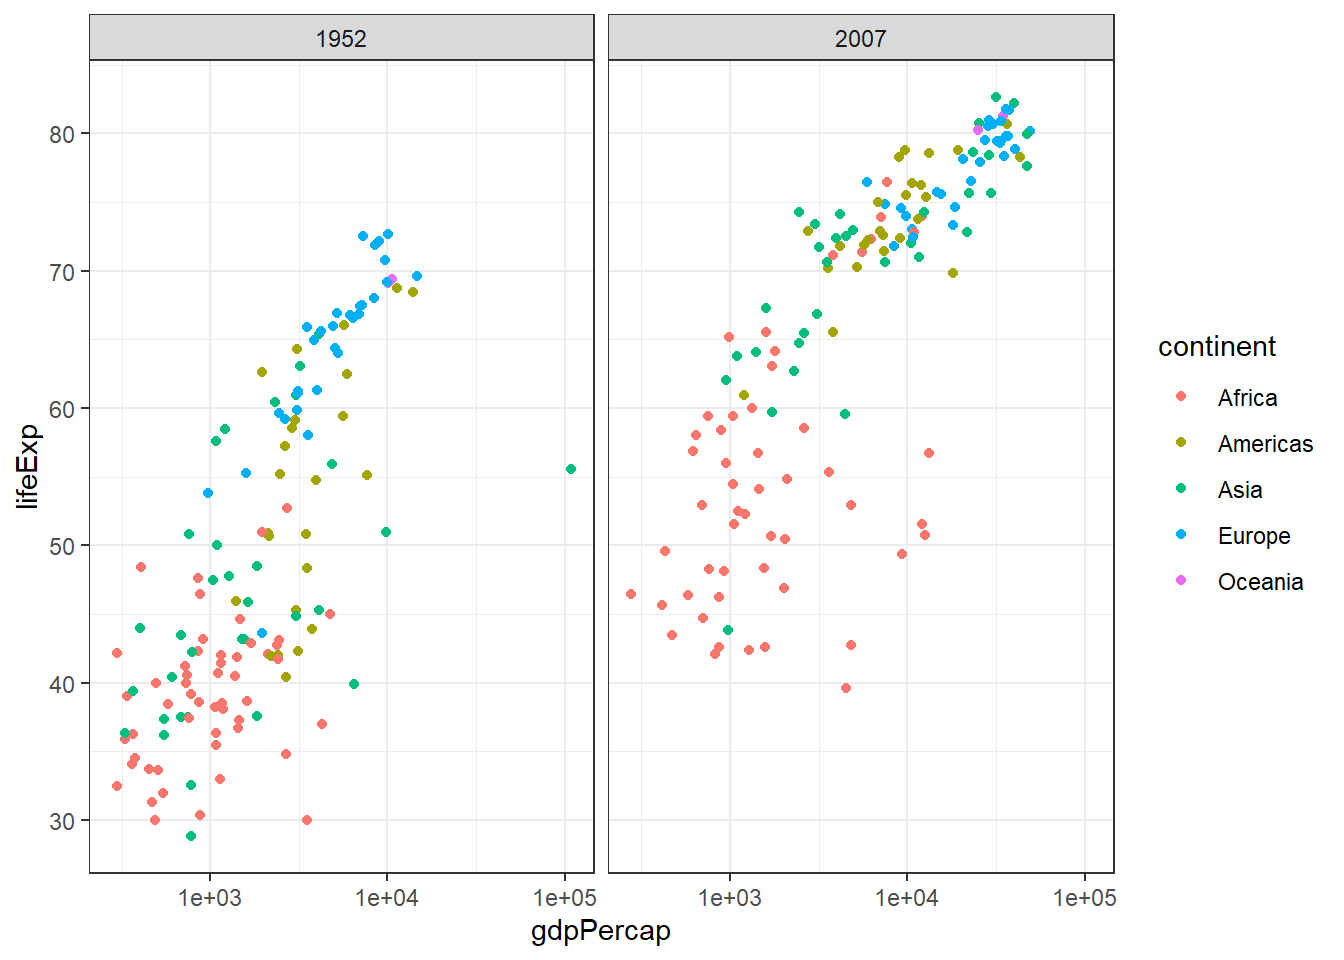 1952
2007
lifeExp
80
70
60
50
40
30
1e+03
1e+04
1e+05
1e+03
1e+04
1e+05
gdpPercap
continent
Africa
Americas
Asia
Europe
Oceania